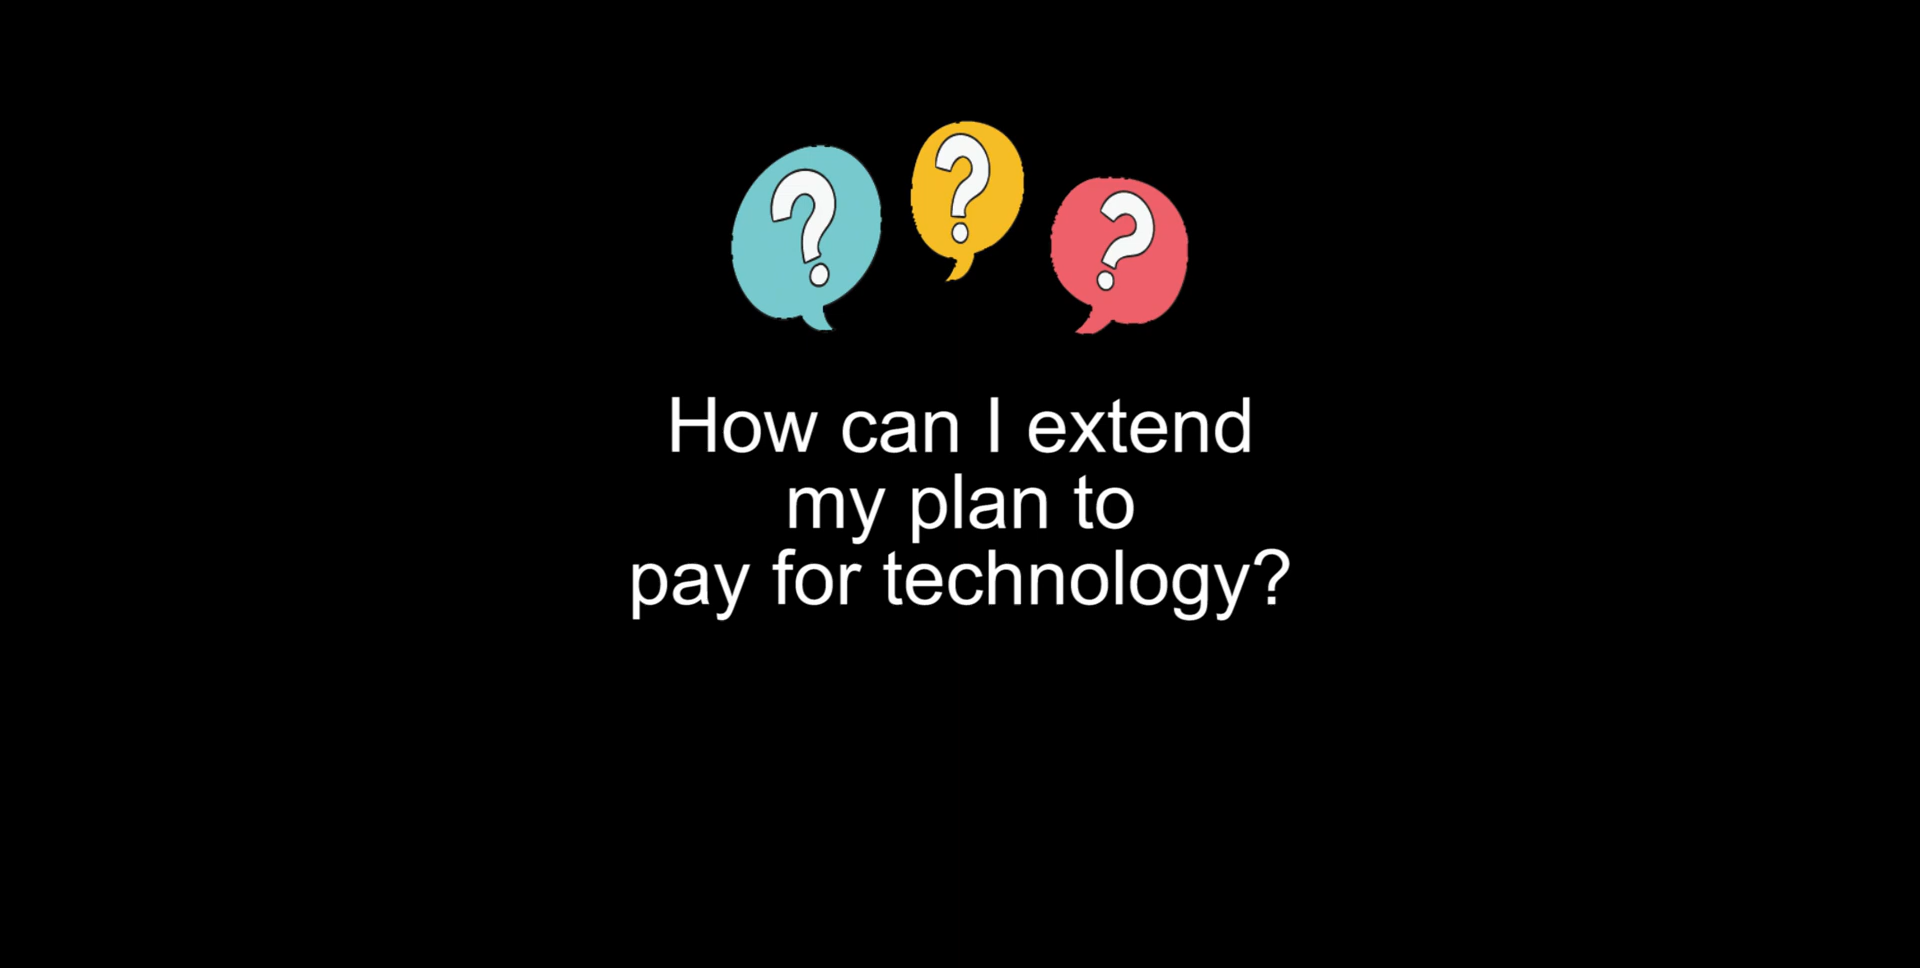 ? ? ?
How can I extend
my plan to
pay for technology?